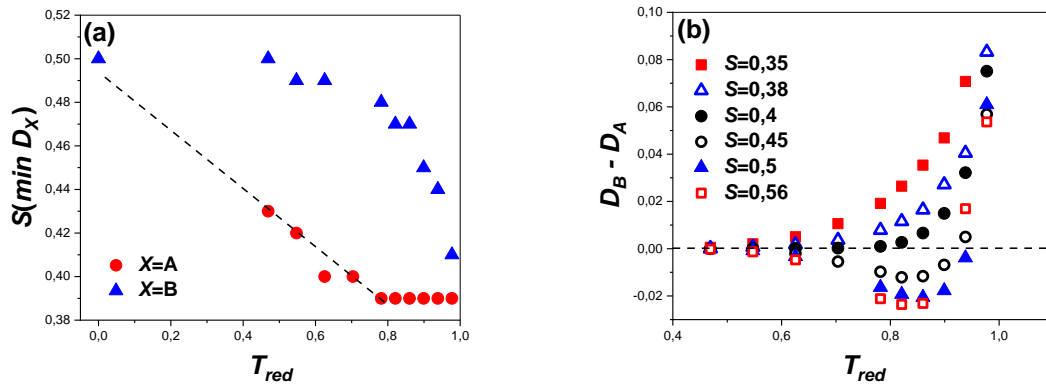 (a)
0,52
0,50
0,48
0,46
0,44
0,42
0,40
0,38
S(min D_X)
X=A
X=B
0,0 0,2 0,4 0,6 0,8 1,0
T_red
(b)
0,10
0,08
0,06
0,04
0,02
0,00
-0,02
D_B - D_A
S=0,35
S=0,38
S=0,4
S=0,45
S=0,5
S=0,56
0,4 0,6 0,8 1,0
T_red